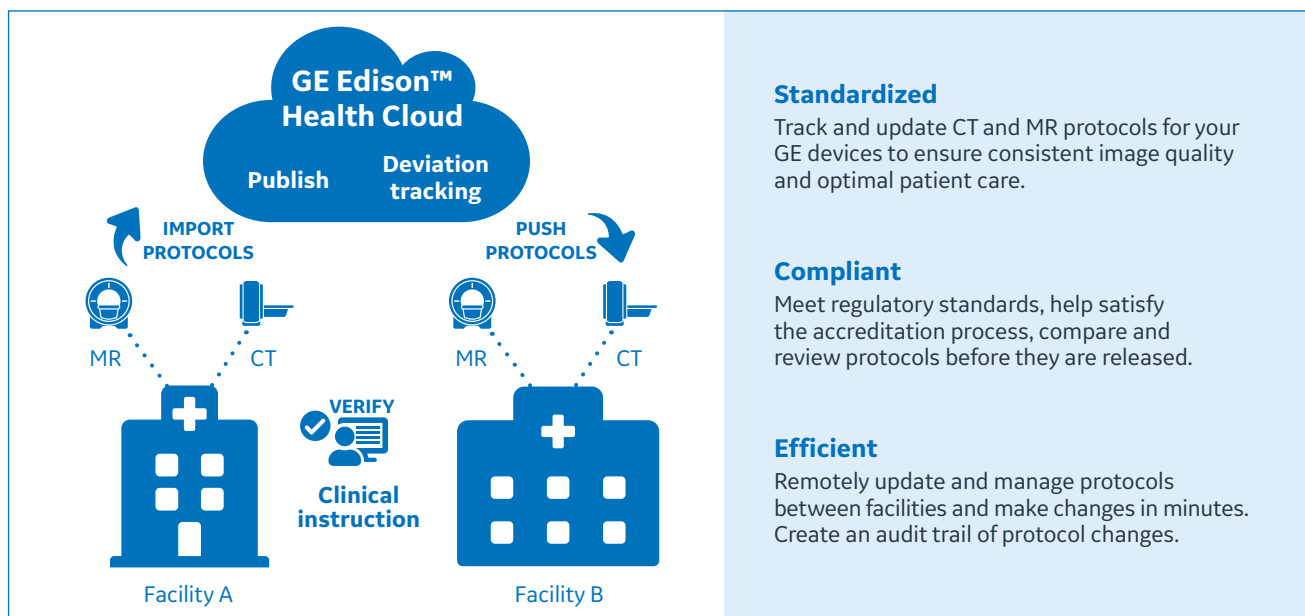 GE Edison™
Health Cloud
Publish
Deviation
tracking
IMPORT
PROTOCOLS
PUSH
PROTOCOLS
MR
CT
MR
CT
VERIFY
Clinical
instruction
Facility A
Facility B
Standardized
Track and update CT and MR protocols for your
GE devices to ensure consistent image quality
and optimal patient care.
Compliant
Meet regulatory standards, help satisfy
the accreditation process, compare and
review protocols before they are released.
Efficient
Remotely update and manage protocols
between facilities and make changes in minutes.
Create an audit trail of protocol changes.